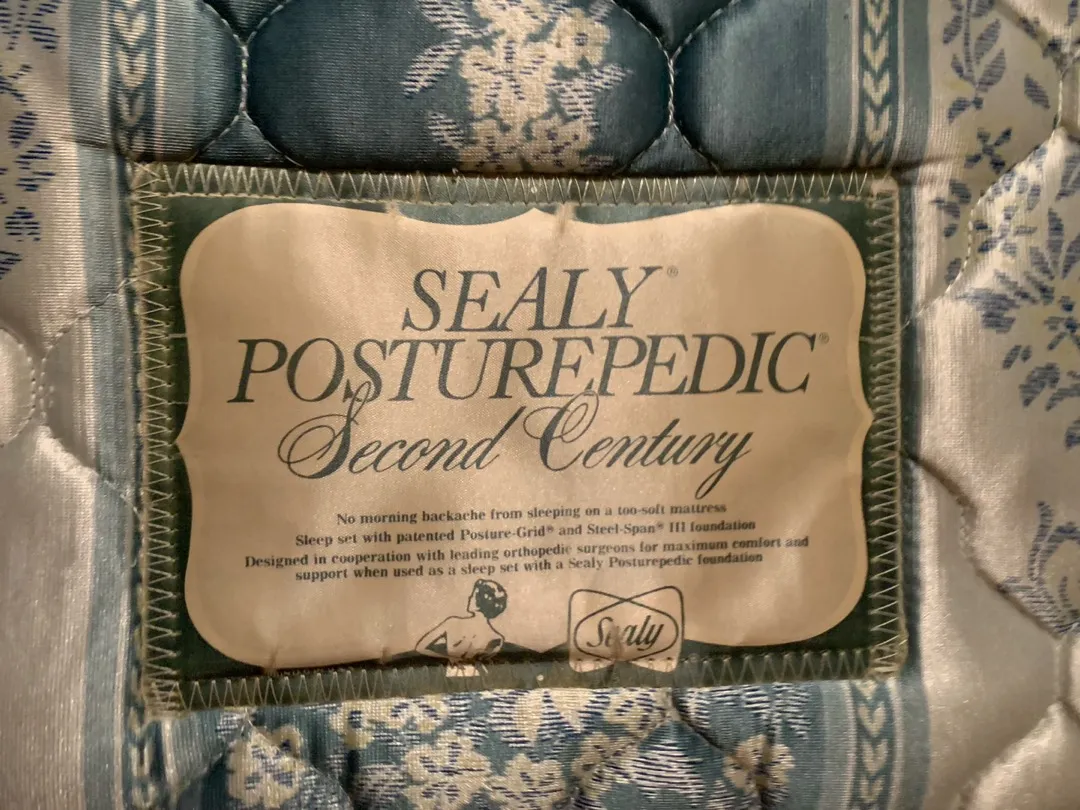 SEALY®
POSTUREPEDIC®
Second Century
No morning backache from sleeping on a too-soft mattress
Sleep set with patented Posture-Grid® and Steel-Span® III foundation
Designed in cooperation with leading orthopedic surgeons for maximum comfort and
support when used as a sleep set with a Sealy Posturepedic foundation
Sealy